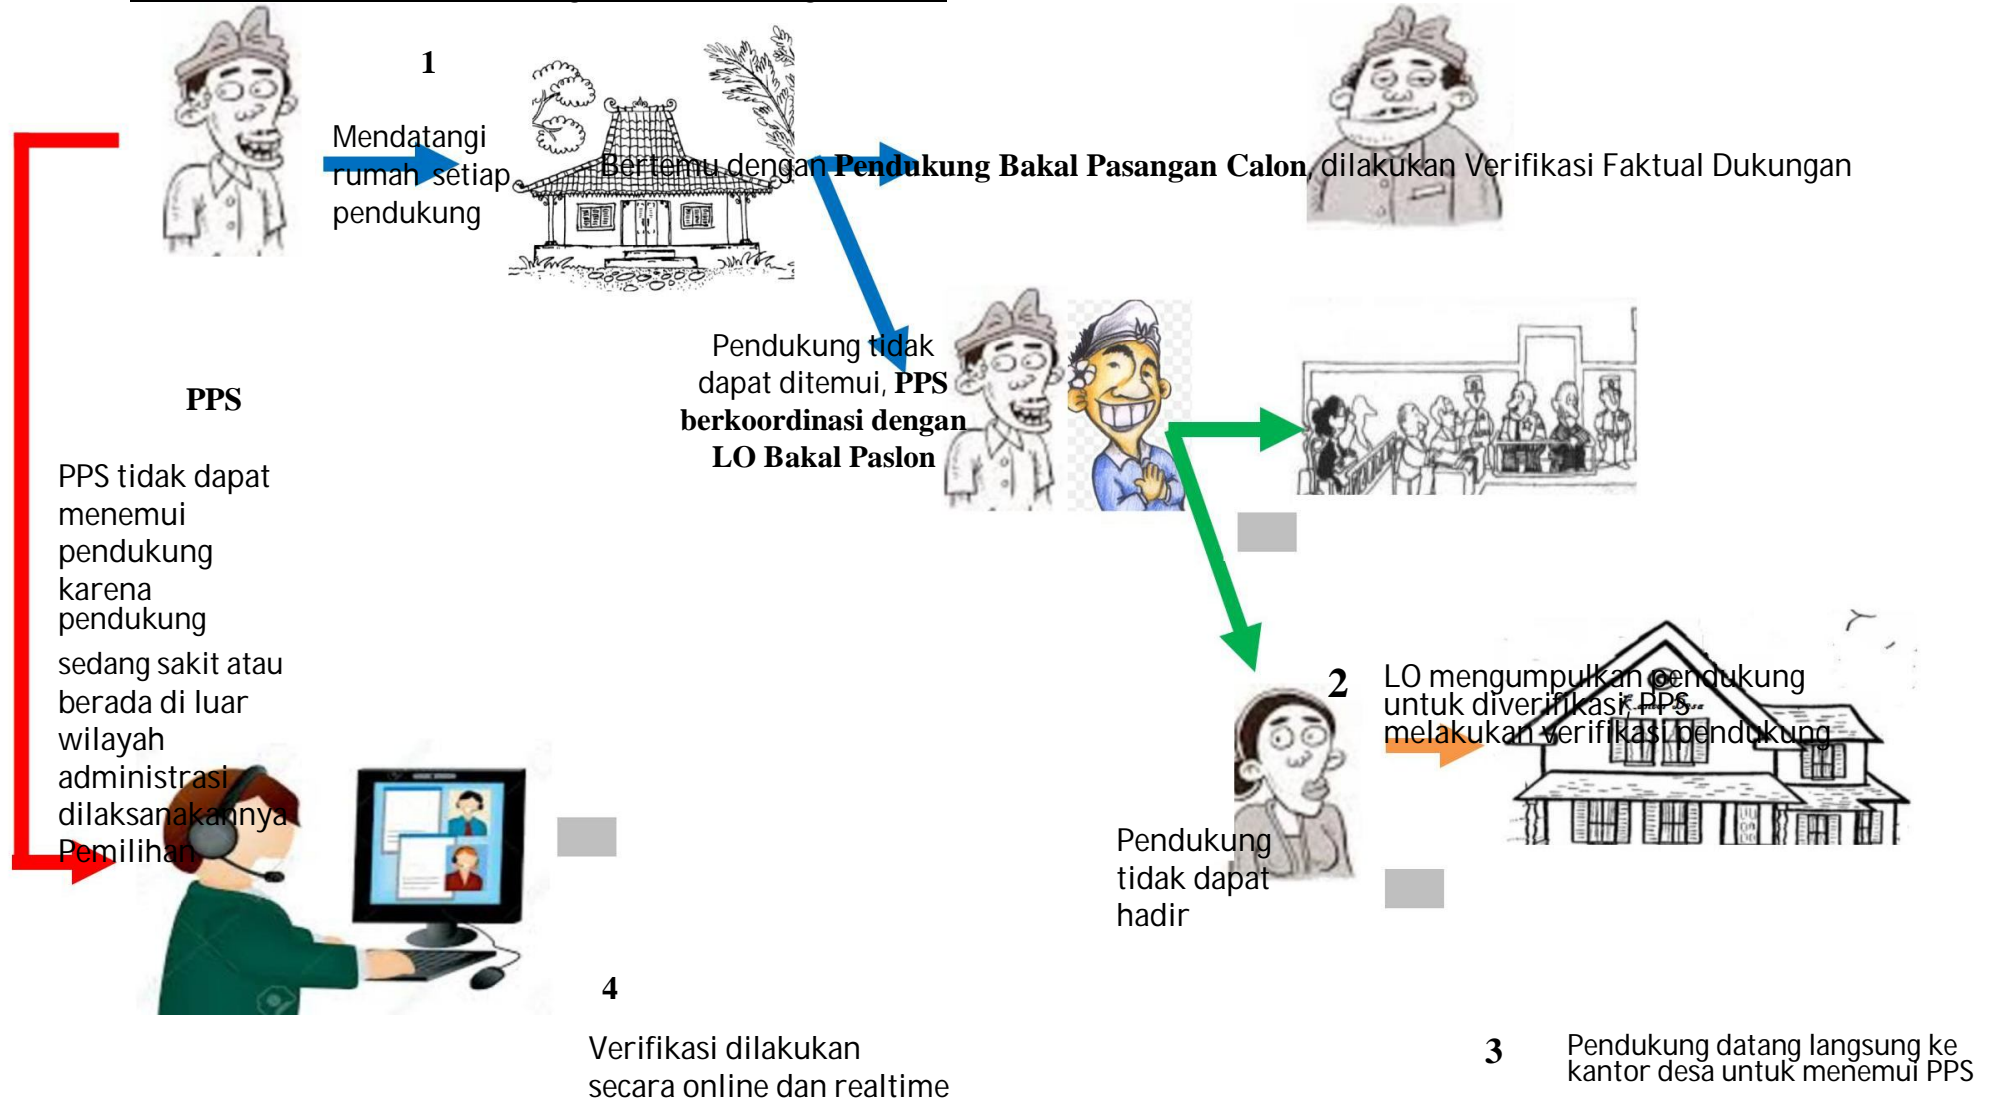 1
Mendatangi
rumah setiap
pendukung
Bertemu dengan Pendukung Bakal Pasangan Calon, dilakukan Verifikasi Faktual Dukungan
Pendukung tidak
dapat ditemui, PPS
berkoordinasi dengan
LO Bakal Paslon
PPS
PPS tidak dapat
menemui
pendukung
karena
pendukung
sedang sakit atau
berada di luar
wilayah
administrasi
dilaksanakannya
Pemilihan
2
LO mengumpulkan pendukung
untuk diverifikasi, PPS
melakukan verifikasi pendukung
Kantor Desa
Pendukung
tidak dapat
hadir
4
Verifikasi dilakukan
secara online dan realtime
3
Pendukung datang langsung ke
kantor desa untuk menemui PPS